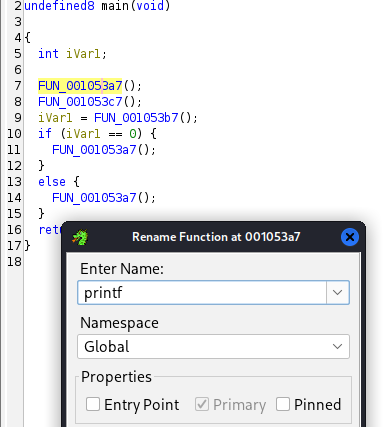 2 undefined8 main(void)
3
4 {
5 int iVar1;
6
7 FUN_001053a7();
8 FUN_001053c7();
9 iVar1 = FUN_001053b7();
10 if (iVar1 == 0) {
11 FUN_001053a7();
12 }
13 else {
14 FUN_001053a7();
15 }
16 retu
17 }
18
Rename Function at 001053a7
Enter Name:
printf
Namespace
Global
Properties
Entry Point Primary Pinned